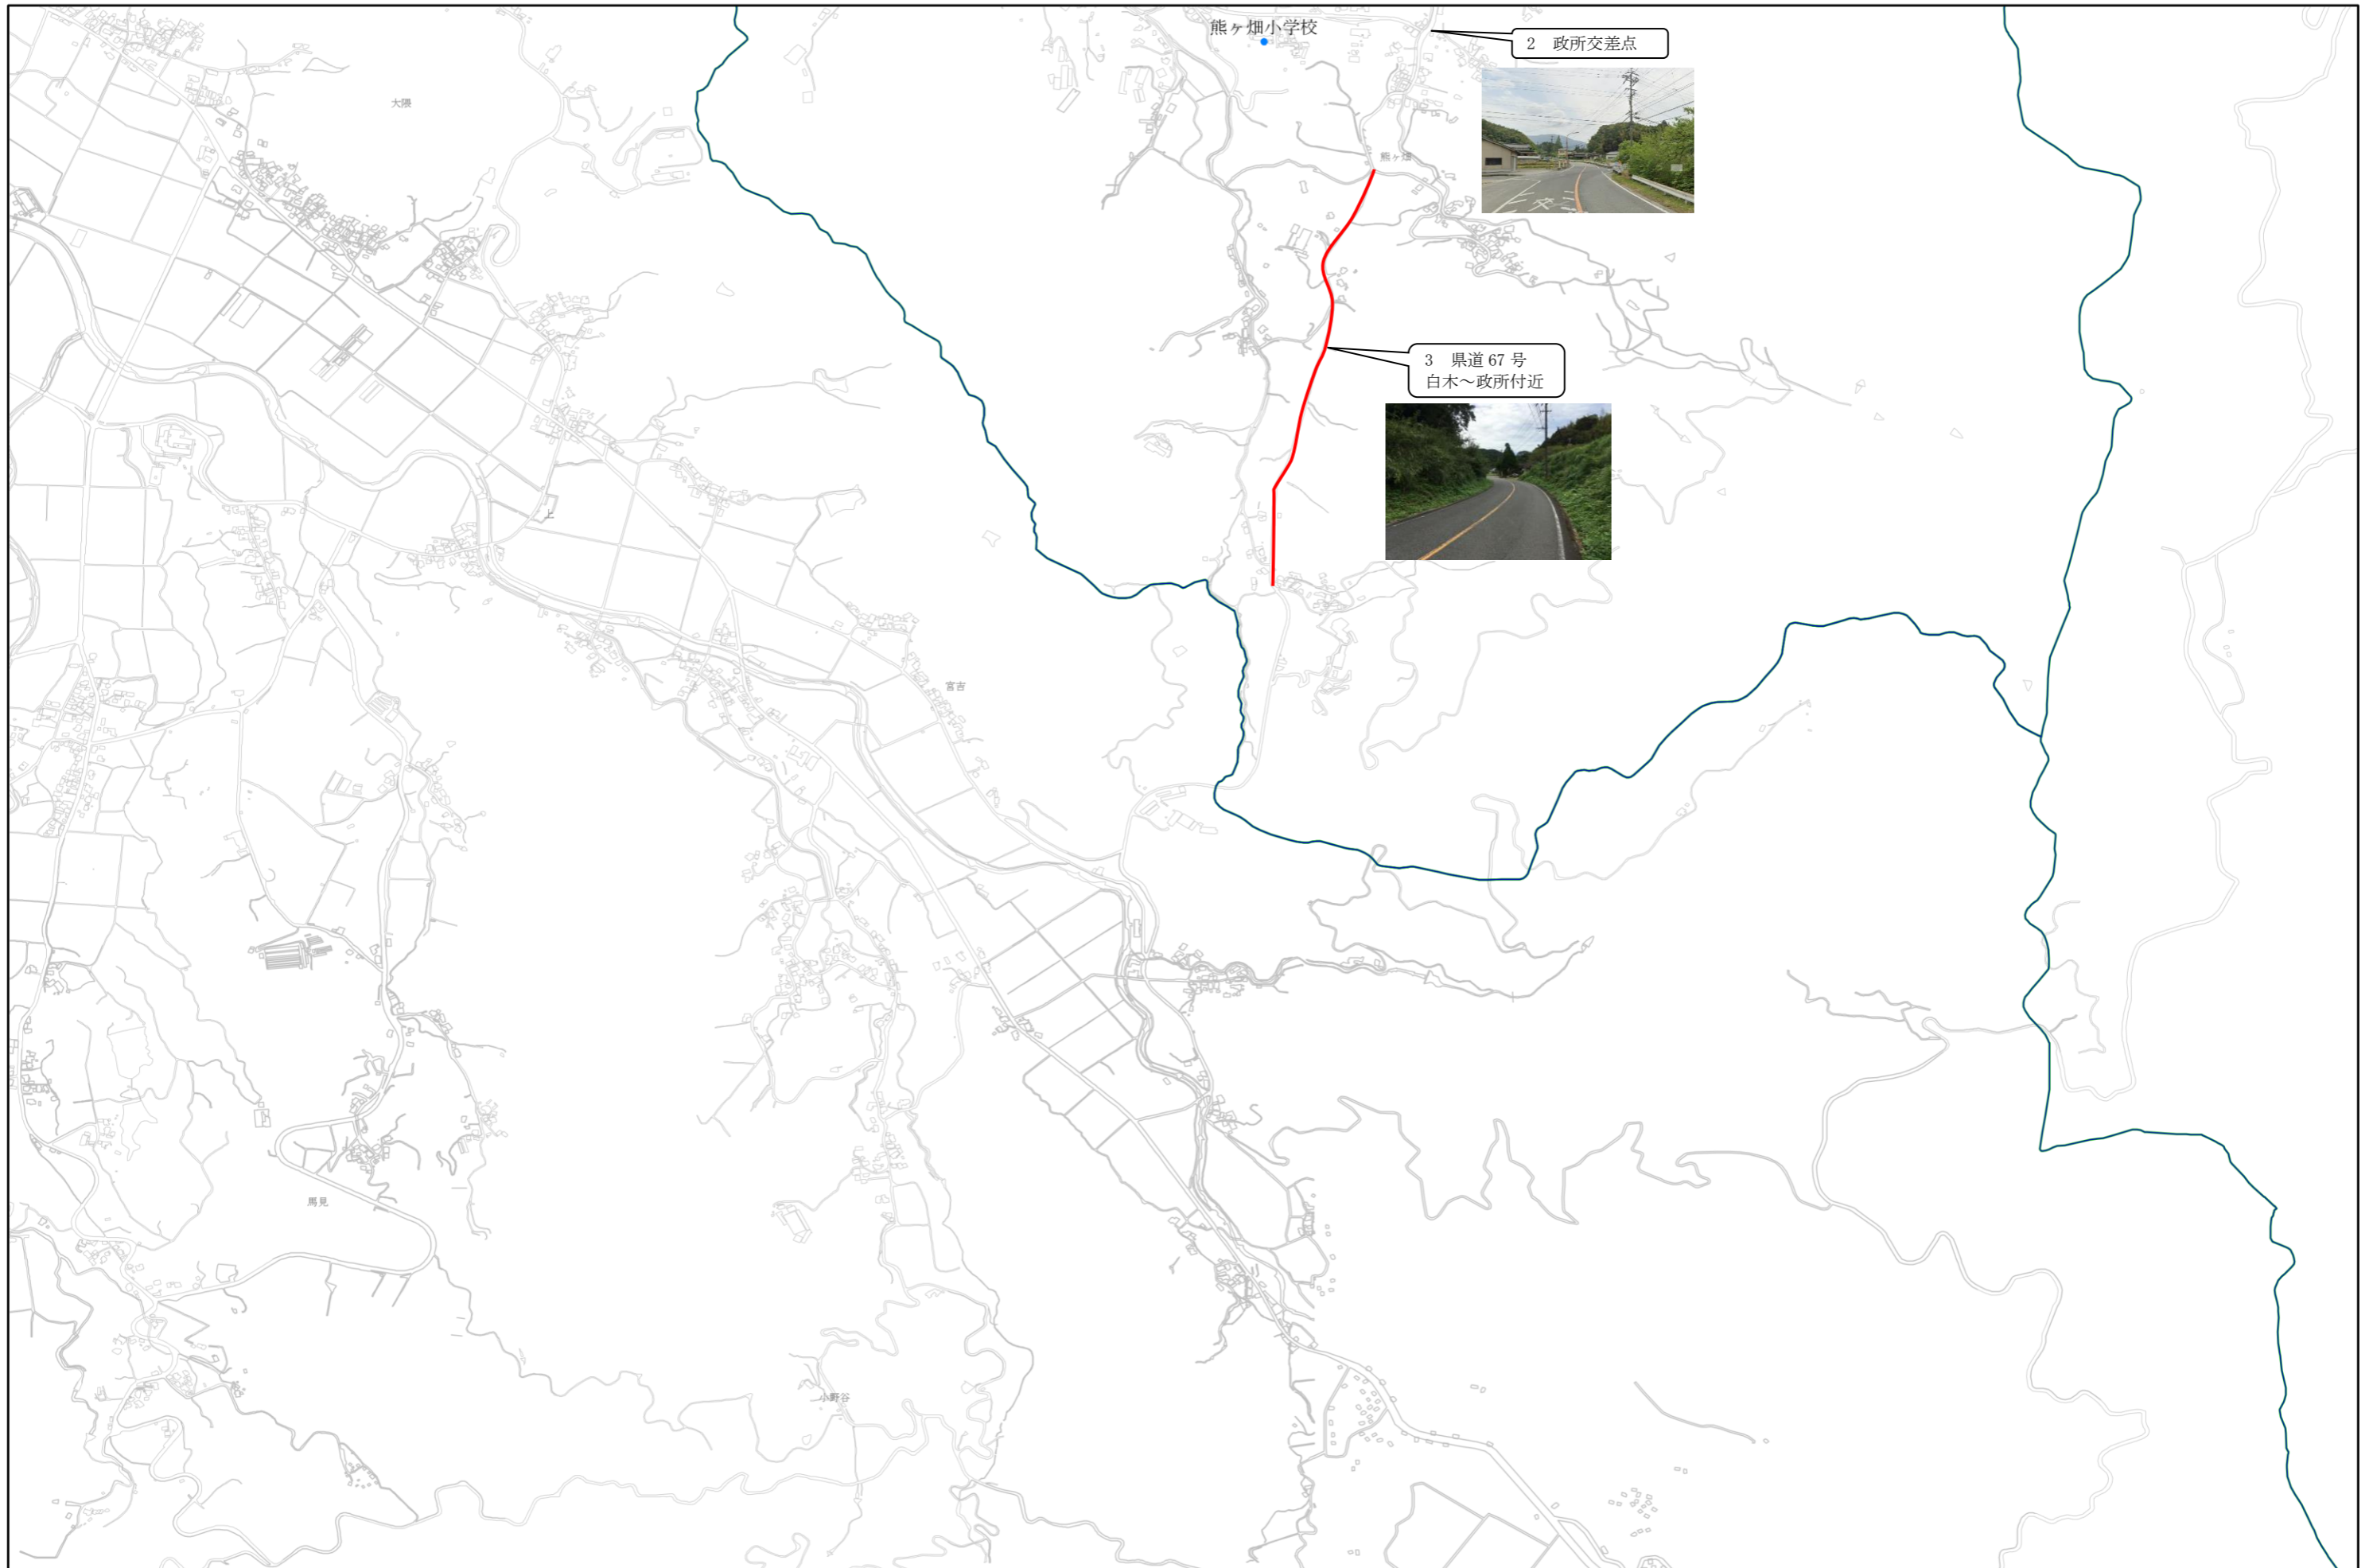 熊ヶ畑小学校
2 政所交差点
大隈
熊ヶ畑
3 県道 67 号
白木～政所付近
上
宮吉
馬見
小野谷